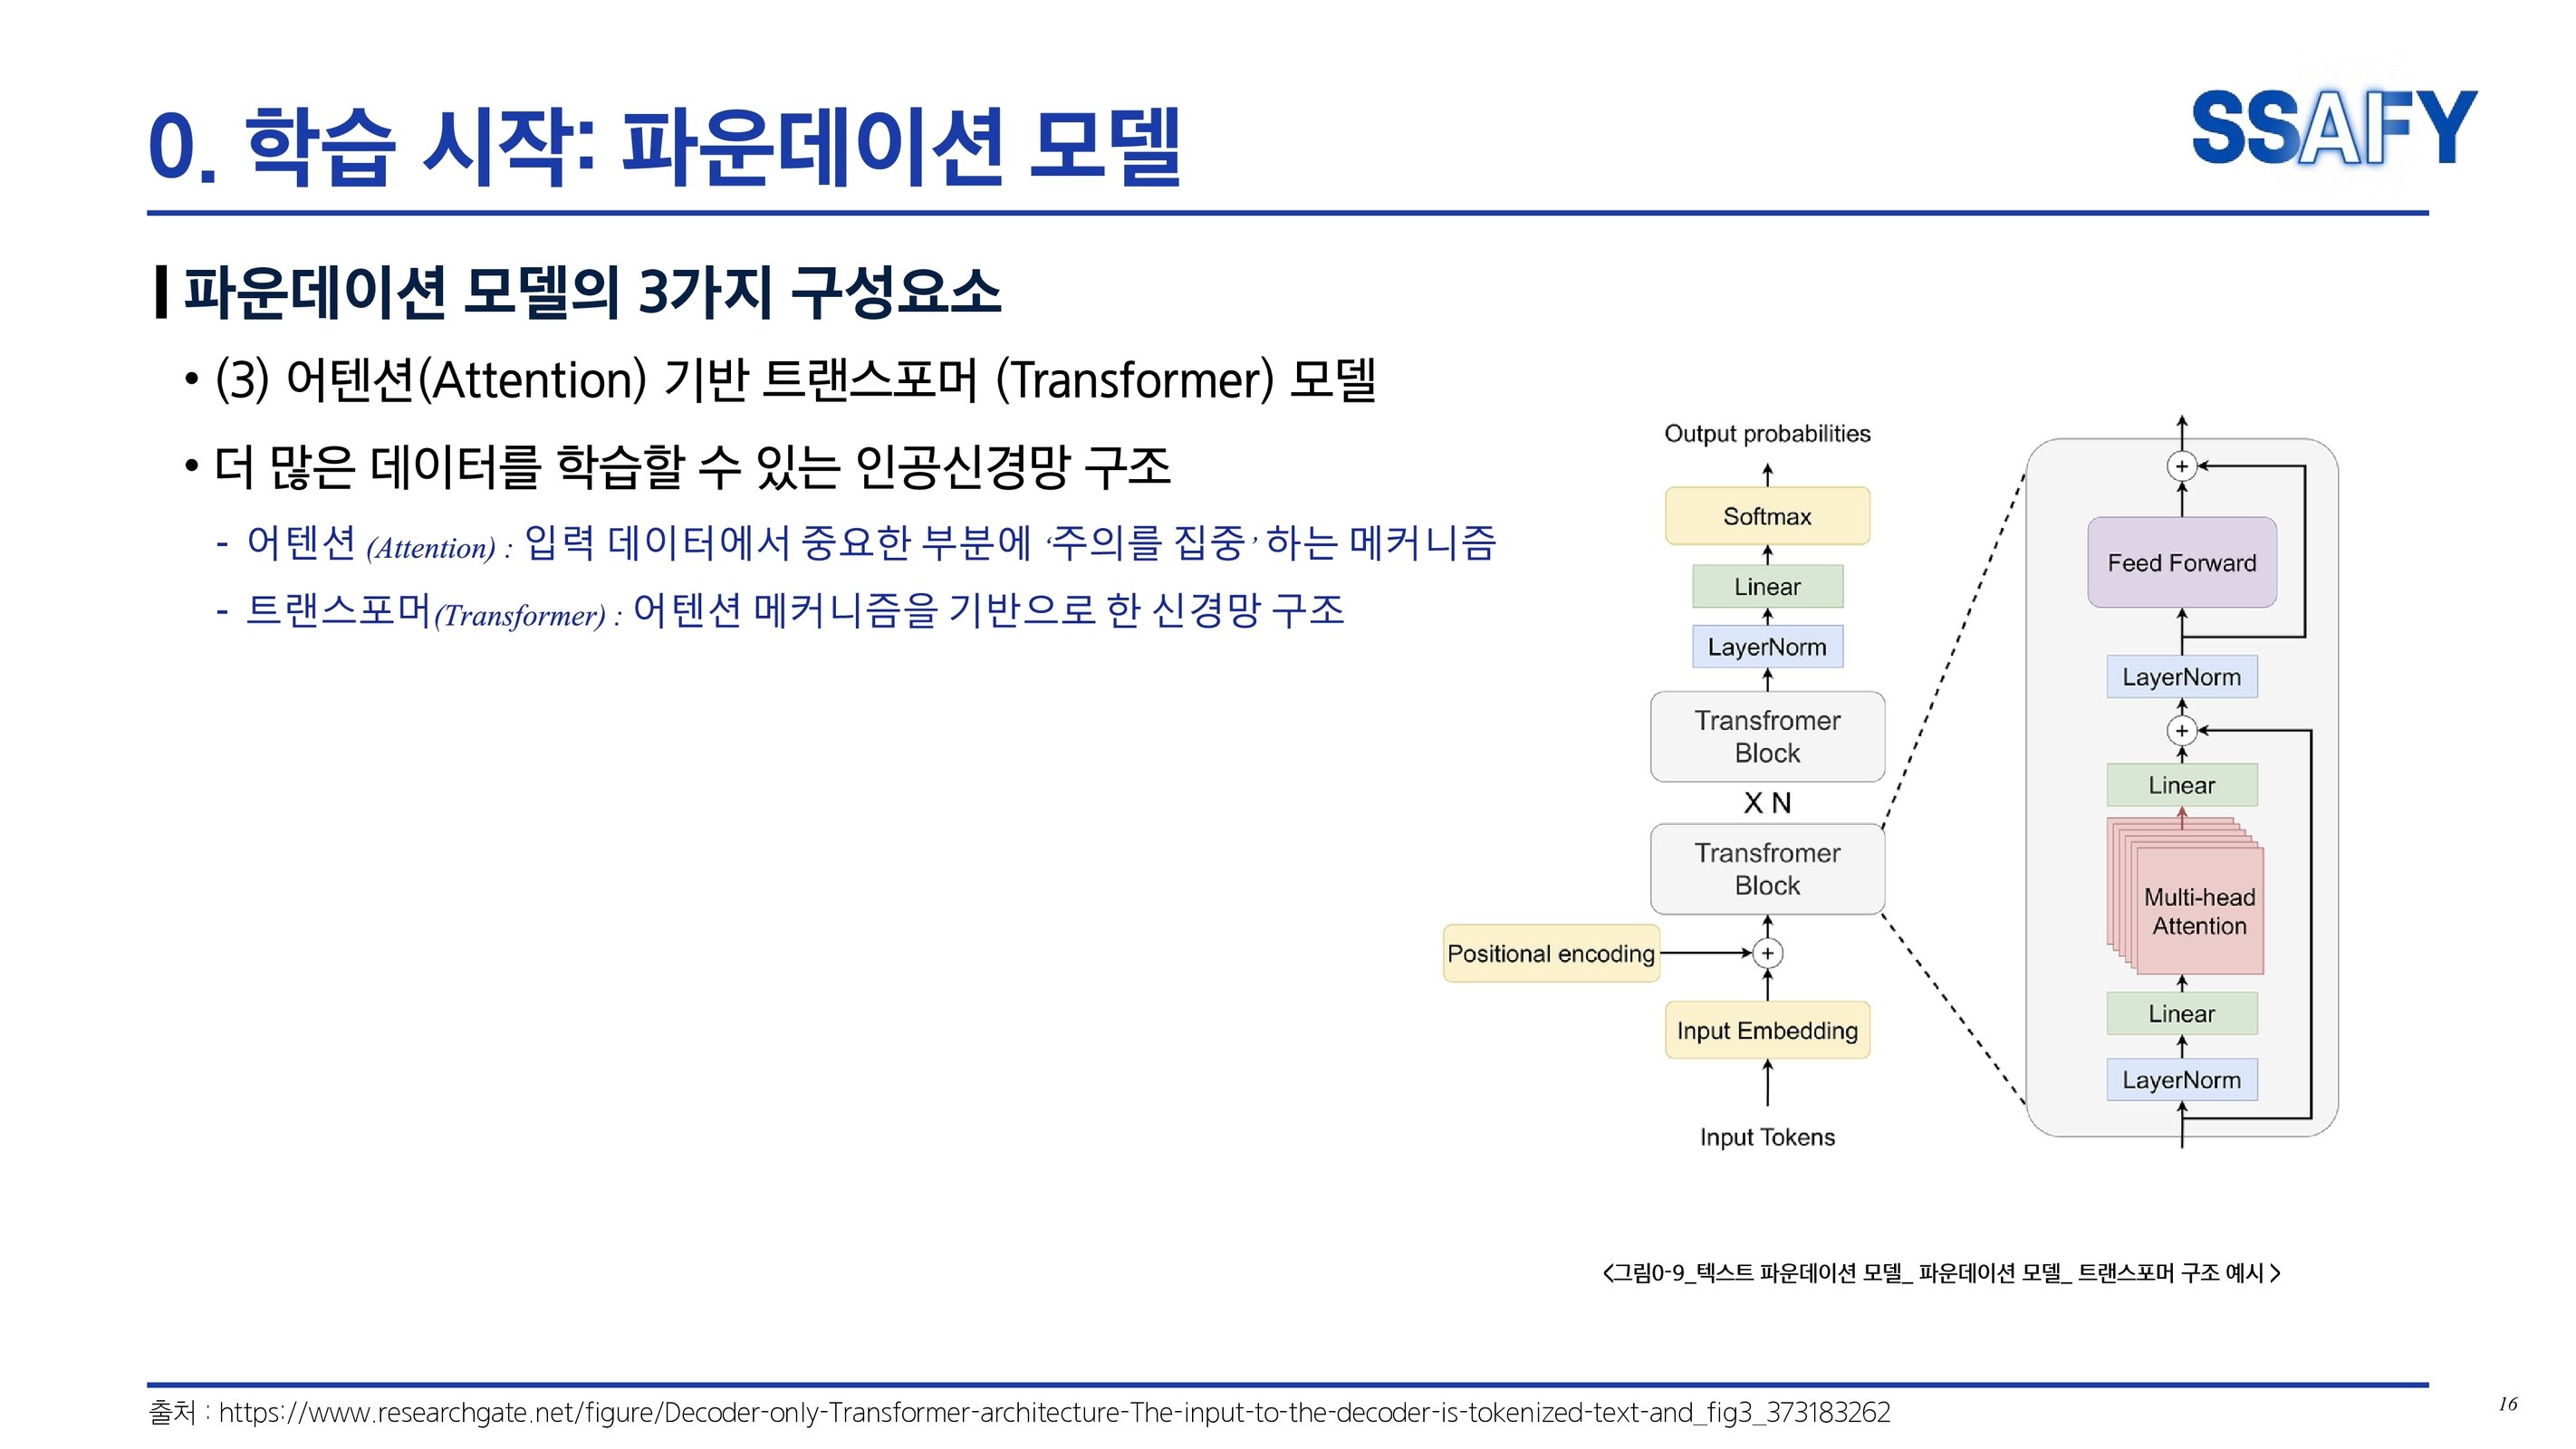 0. 학습 시작: 파운데이션 모델
SSAFY
파운데이션 모델의 3가지 구성요소
• (3) 어텐션(Attention) 기반 트랜스포머 (Transformer) 모델
• 더 많은 데이터를 학습할 수 있는 인공신경망 구조
- 어텐션 (Attention) : 입력 데이터에서 중요한 부분에 ‘주의를 집중’ 하는 메커니즘
- 트랜스포머(Transformer) : 어텐션 메커니즘을 기반으로 한 신경망 구조
Output probabilities
Softmax
Linear
LayerNorm
Transfromer
Block
X N
Transfromer
Block
Positional encoding
+
Input Embedding
Input Tokens
+
Feed Forward
LayerNorm
+
Linear
Multi-head
Attention
Linear
LayerNorm
<그림0-9_텍스트 파운데이션 모델_ 파운데이션 모델_ 트랜스포머 구조 예시 >
출처 : https://www.researchgate.net/figure/Decoder-only-Transformer-architecture-The-input-to-the-decoder-is-tokenized-text-and_fig3_373183262
16